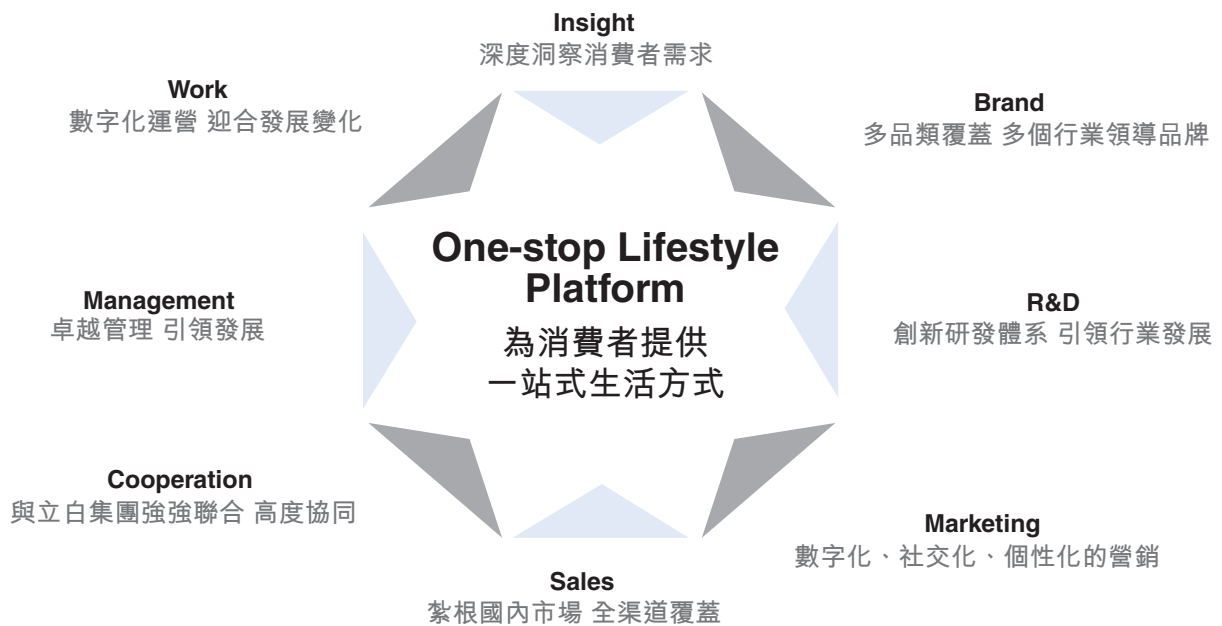 Insight
深度洞察消費者需求
Work
數字化運營 迎合發展變化
Brand
多品類覆蓋 多個行業領導品牌
One-stop Lifestyle
Platform
為消費者提供
一站式生活方式
Management
卓越管理 引領發展
R&D
創新研發體系 引領行業發展
Cooperation
與立白集團強強聯合 高度協同
Marketing
數字化、社交化、個性化的營銷
Sales
紮根國內市場 全渠道覆蓋